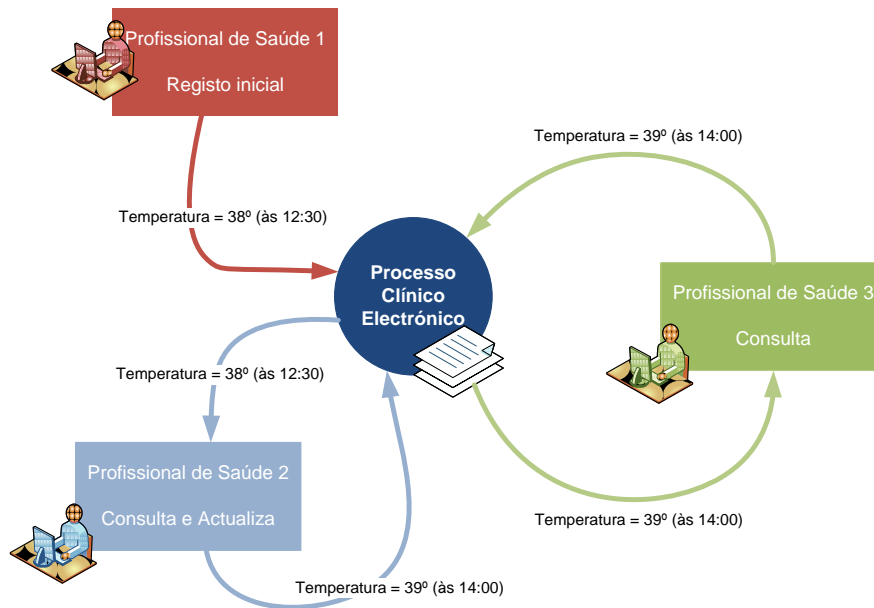 Profissional de Saúde 1
Registo inicial
Temperatura = 39º (às 14:00)
Temperatura = 38º (às 12:30)
Processo
Clínico
Electrónico
Profissional de Saúde 3
Consulta
Temperatura = 38º (às 12:30)
Profissional de Saúde 2
Consulta e Actualiza
Temperatura = 39º (às 14:00)
Temperatura = 39º (às 14:00)